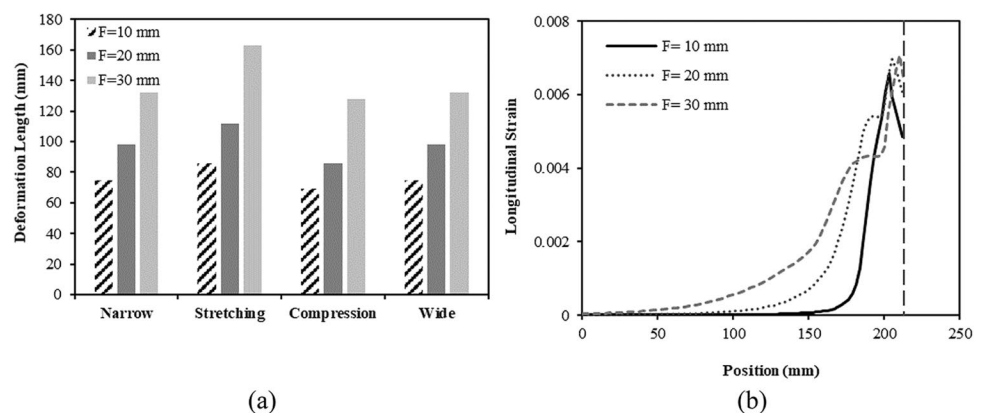 180
160
140
120
100
80
60
40
20
0
Deformation Length (mm)
F=10 mm
F=20 mm
F=30 mm
Narrow Stretching Compression Wide
(a)
0.008
0.006
0.004
0.002
0
Longitudinal Strain
F= 10 mm
F= 20 mm
F= 30 mm
0 50 100 150 200 250
Position (mm)
(b)